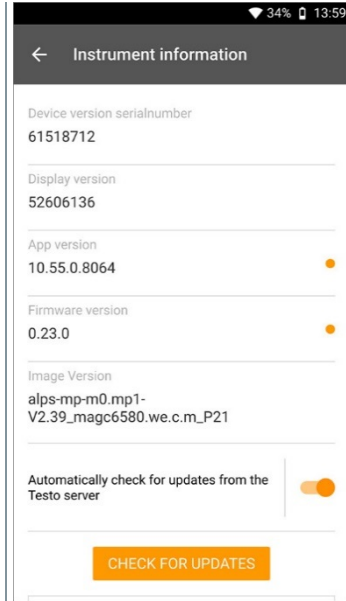 34% 13:59
Instrument information
Device version serialnumber
61518712
Display version
52606136
App version
10.55.0.8064
Firmware version
0.23.0
Image Version
alps-mp-m0.mp1-
V2.39_magc6580.we.c.m_P21
Automatically check for updates from the
Testo server
CHECK FOR UPDATES